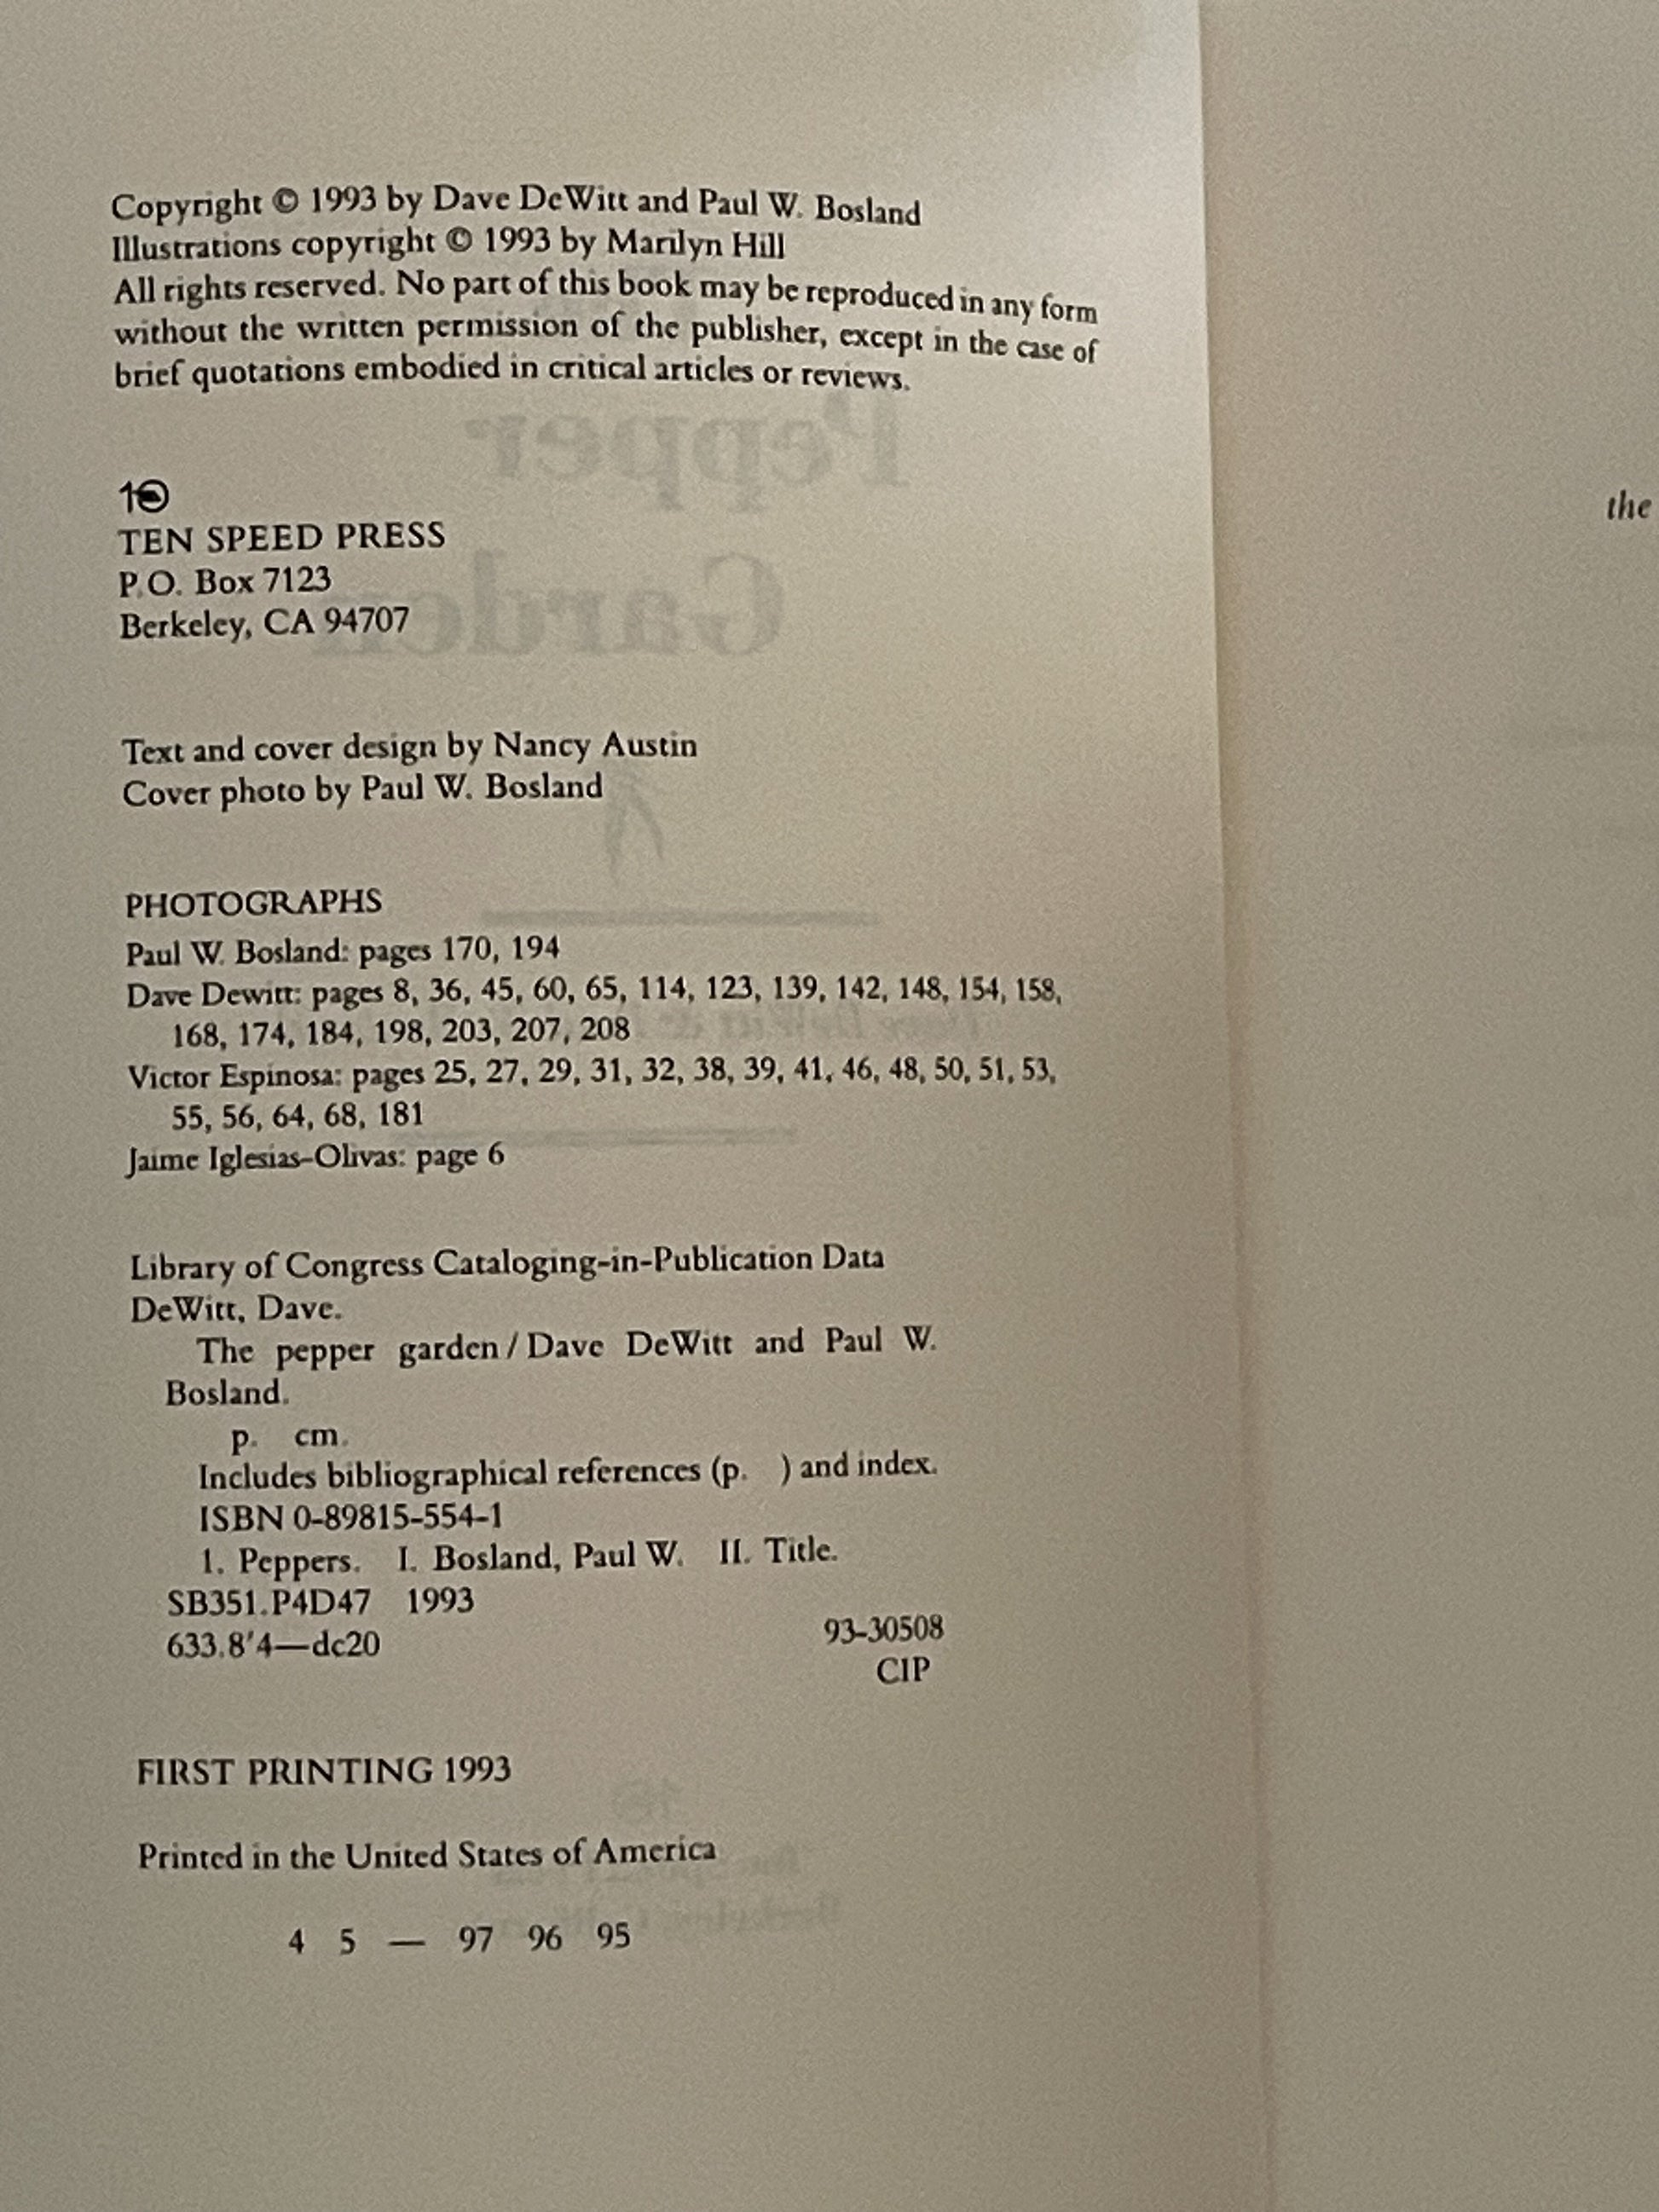 Copyright © 1993 by Dave DeWitt and Paul W. Bosland
Illustrations copyright © 1993 by Marilyn Hill
All rights reserved. No part of this book may be reproduced in any form
without the written permission of the publisher, except in the case of
brief quotations embodied in critical articles or reviews.
Pepper
10
TEN SPEED PRESS
P.O. Box 7123
Garden
Berkeley, CA 94707
Text and cover design by Nancy Austin
Cover photo by Paul W. Bosland
PHOTOGRAPHS
Paul W. Bosland: pages 170, 194
Dave Dewitt: pages 8, 36, 45, 60, 65, 114, 123, 139, 142, 148, 154, 158,
168, 174, 184, 198, 203, 207, 208
Victor Espinosa: pages 25, 27, 29, 31, 32, 38, 39, 41, 46, 48, 50, 51, 53,
55, 56, 64, 68, 181
Jaime Iglesias-Olivas: page 6
Library of Congress Cataloging-in-Publication Data
DeWitt, Dave.
The pepper garden / Dave DeWitt and Paul W.
Bosland.
p. cm.
Includes bibliographical references (p. ) and index.
ISBN 0-89815-554-1
1. Peppers. I. Bosland, Paul W. II. Title.
SB351.P4D47 1993
633.8'4—dc20
93-30508
CIP
FIRST PRINTING 1993
Printed in the United States of America
4 5 — 97 96 95
the